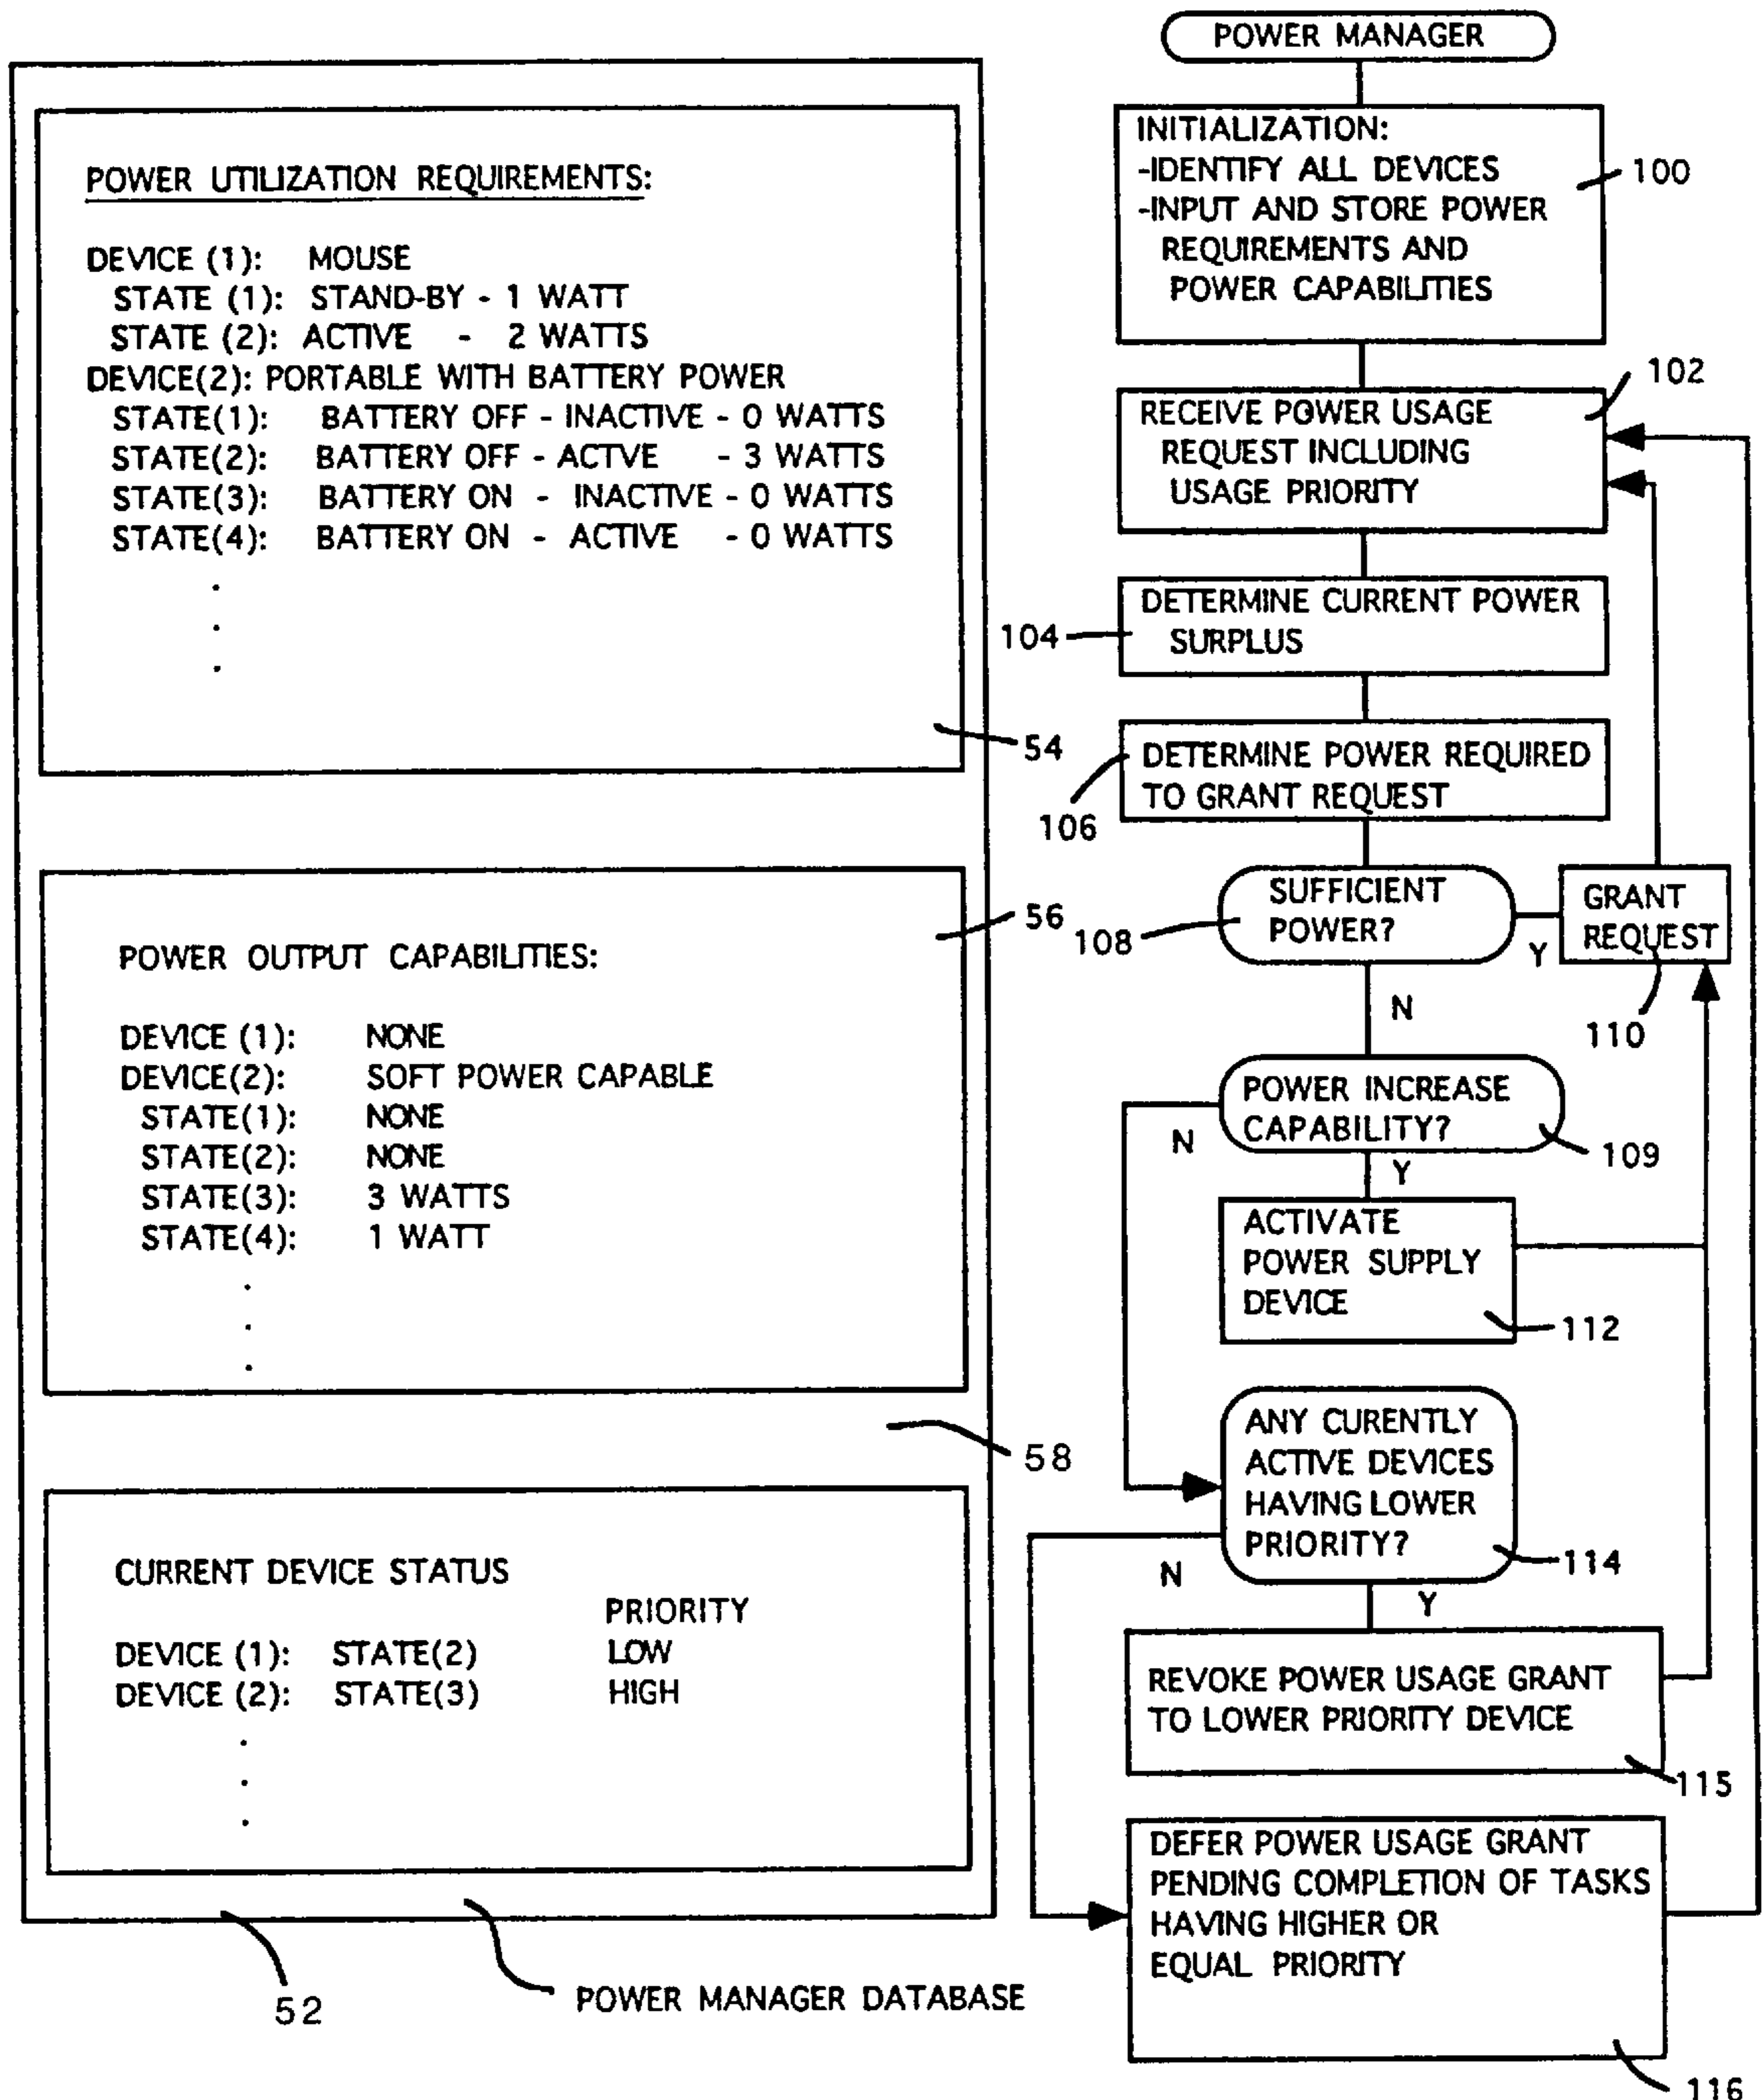 POWER UTILIZATION REQUIREMENTS:
DEVICE (1): MOUSE
STATE (1): STAND-BY - 1 WATT
STATE (2): ACTIVE - 2 WATTS
DEVICE(2): PORTABLE WITH BATTERY POWER
STATE(1): BATTERY OFF - INACTIVE - 0 WATTS
STATE(2): BATTERY OFF - ACTVE - 3 WATTS
STATE(3): BATTERY ON - INACTIVE - 0 WATTS
STATE(4): BATTERY ON - ACTIVE - 0 WATTS
.
.
.
54
56
POWER OUTPUT CAPABILITIES:
DEVICE (1): NONE
DEVICE(2): SOFT POWER CAPABLE
STATE(1): NONE
STATE(2): NONE
STATE(3): 3 WATTS
STATE(4): 1 WATT
.
.
.
58
CURRENT DEVICE STATUS
PRIORITY
DEVICE (1): STATE(2) LOW
DEVICE (2): STATE(3) HIGH
.
.
.
52
POWER MANAGER DATABASE
POWER MANAGER
INITIALIZATION:
-IDENTIFY ALL DEVICES
-INPUT AND STORE POWER
REQUIREMENTS AND
POWER CAPABILITIES
100
RECEIVE POWER USAGE
REQUEST INCLUDING
USAGE PRIORITY
102
DETERMINE CURRENT POWER
SURPLUS
104
DETERMINE POWER REQUIRED
TO GRANT REQUEST
106
SUFFICIENT
POWER?
108
Y
GRANT
REQUEST
110
N
POWER INCREASE
CAPABILITY?
109
N
Y
ACTIVATE
POWER SUPPLY
DEVICE
112
ANY CURENTLY
ACTIVE DEVICES
HAVING LOWER
PRIORITY?
114
N
Y
REVOKE POWER USAGE GRANT
TO LOWER PRIORITY DEVICE
115
DEFER POWER USAGE GRANT
PENDING COMPLETION OF TASKS
HAVING HIGHER OR
EQUAL PRIORITY
116